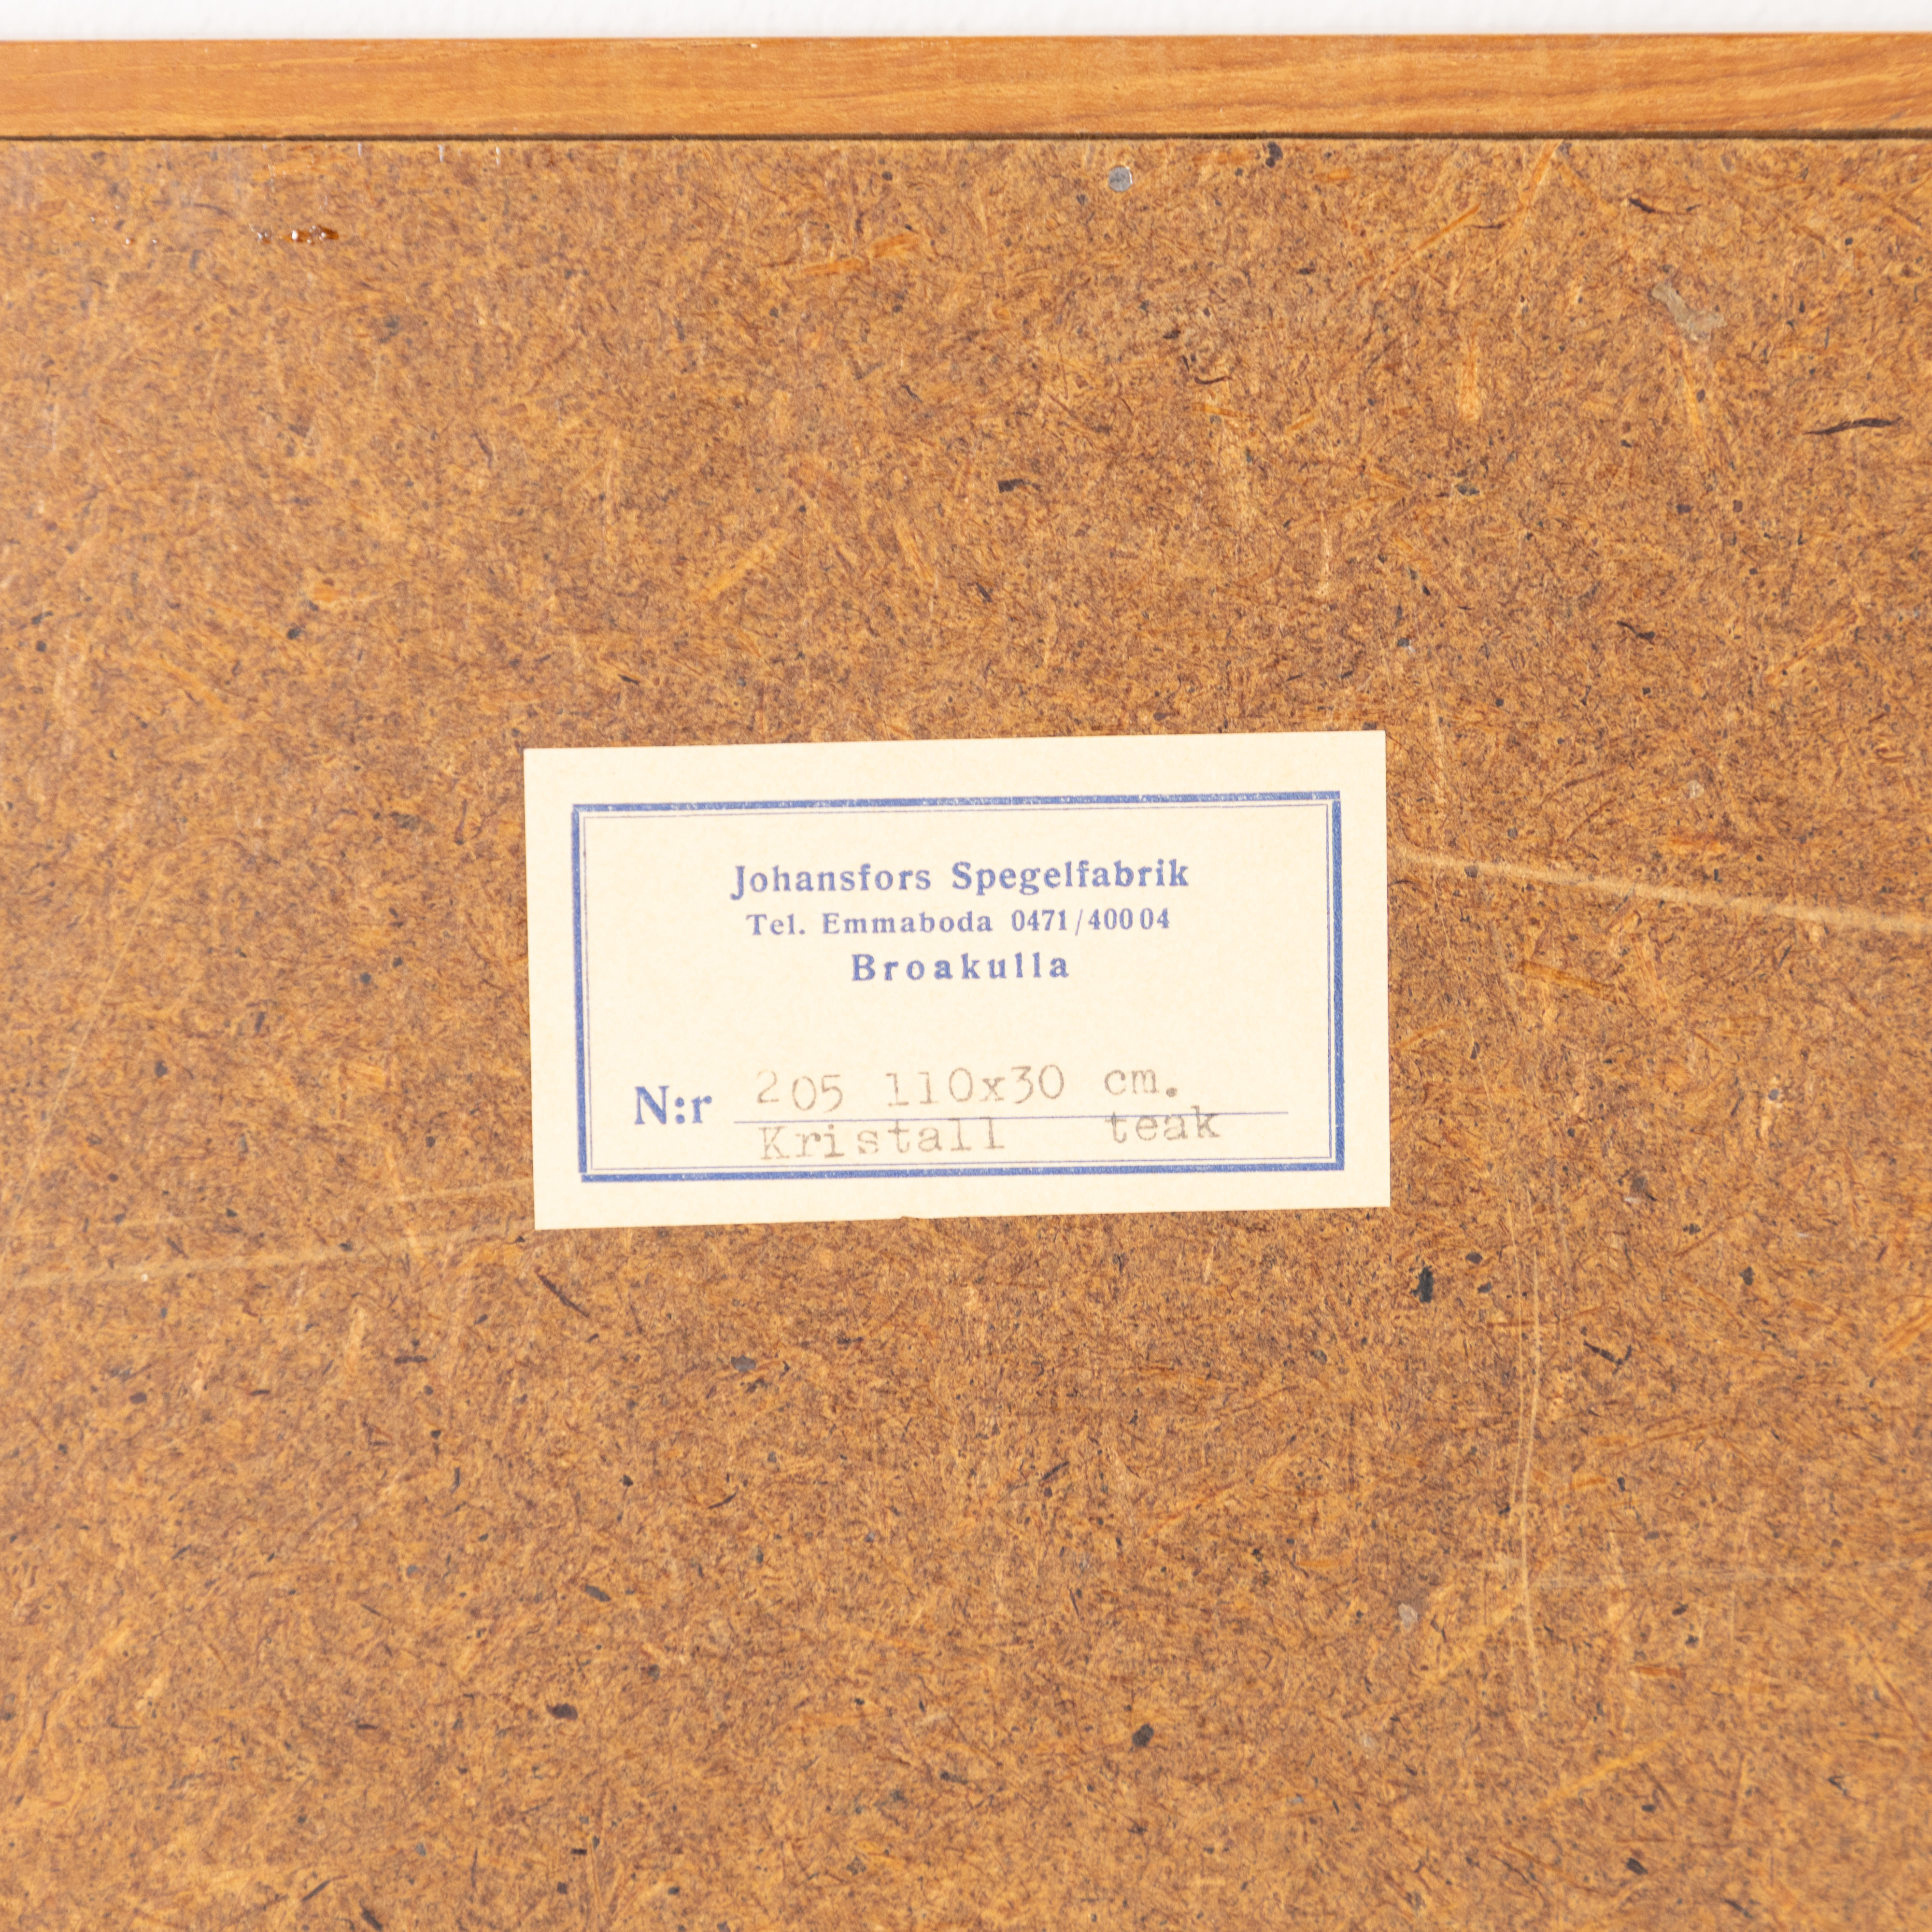 Johansfors Spegelfabrik
Tel. Emmaboda 0471/400 04
Broakulla
N:r 205 110x30 cm.
Kristall teak